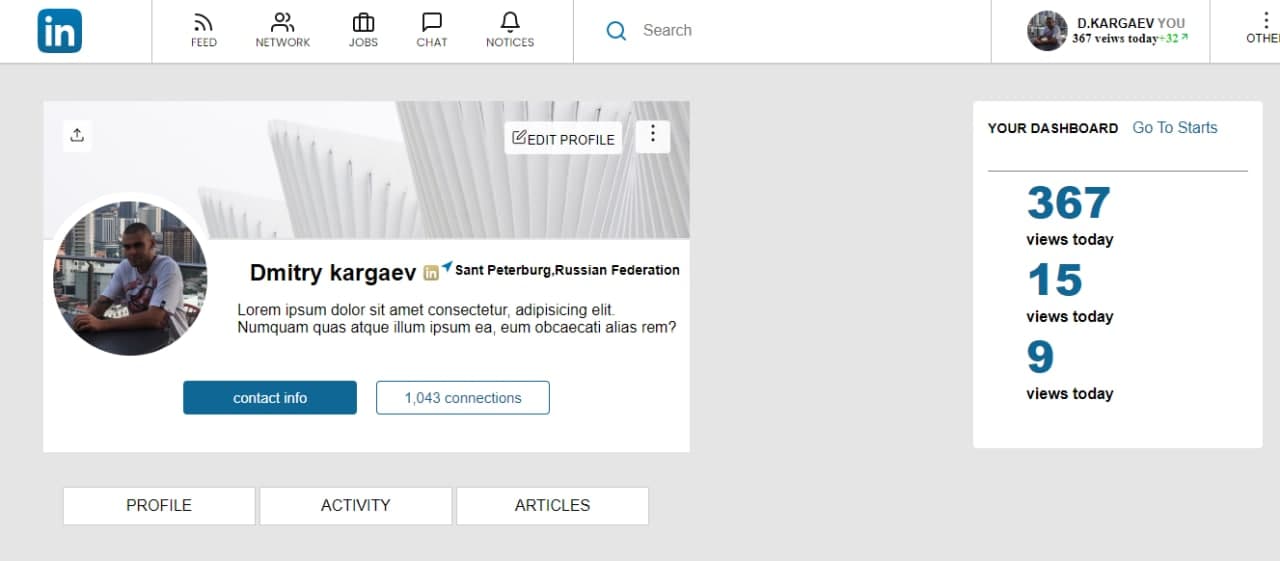 in
FEED
NETWORK
JOBS
CHAT
NOTICES
Search
D.KARGAEV YOU
367 veiws today+32
OTHE
EDIT PROFILE
Dmitry kargaev in Sant Peterburg,Russian Federation
Lorem ipsum dolor sit amet consectetur, adipisicing elit.
Numquam quas atque illum ipsum ea, eum obcaecati alias rem?
contact info
1,043 connections
PROFILE
ACTIVITY
ARTICLES
YOUR DASHBOARD Go To Starts
367
views today
15
views today
9
views today